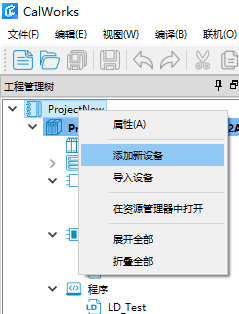 CalWorks
文件(F) 编辑(E) 视图(W) 编译(B) 联机(O)
工程管理树
ProjectNew
Pr
2A
属性(A)
添加新设备
导入设备
在资源管理器中打开
展开全部
折叠全部
程序
LD_Test